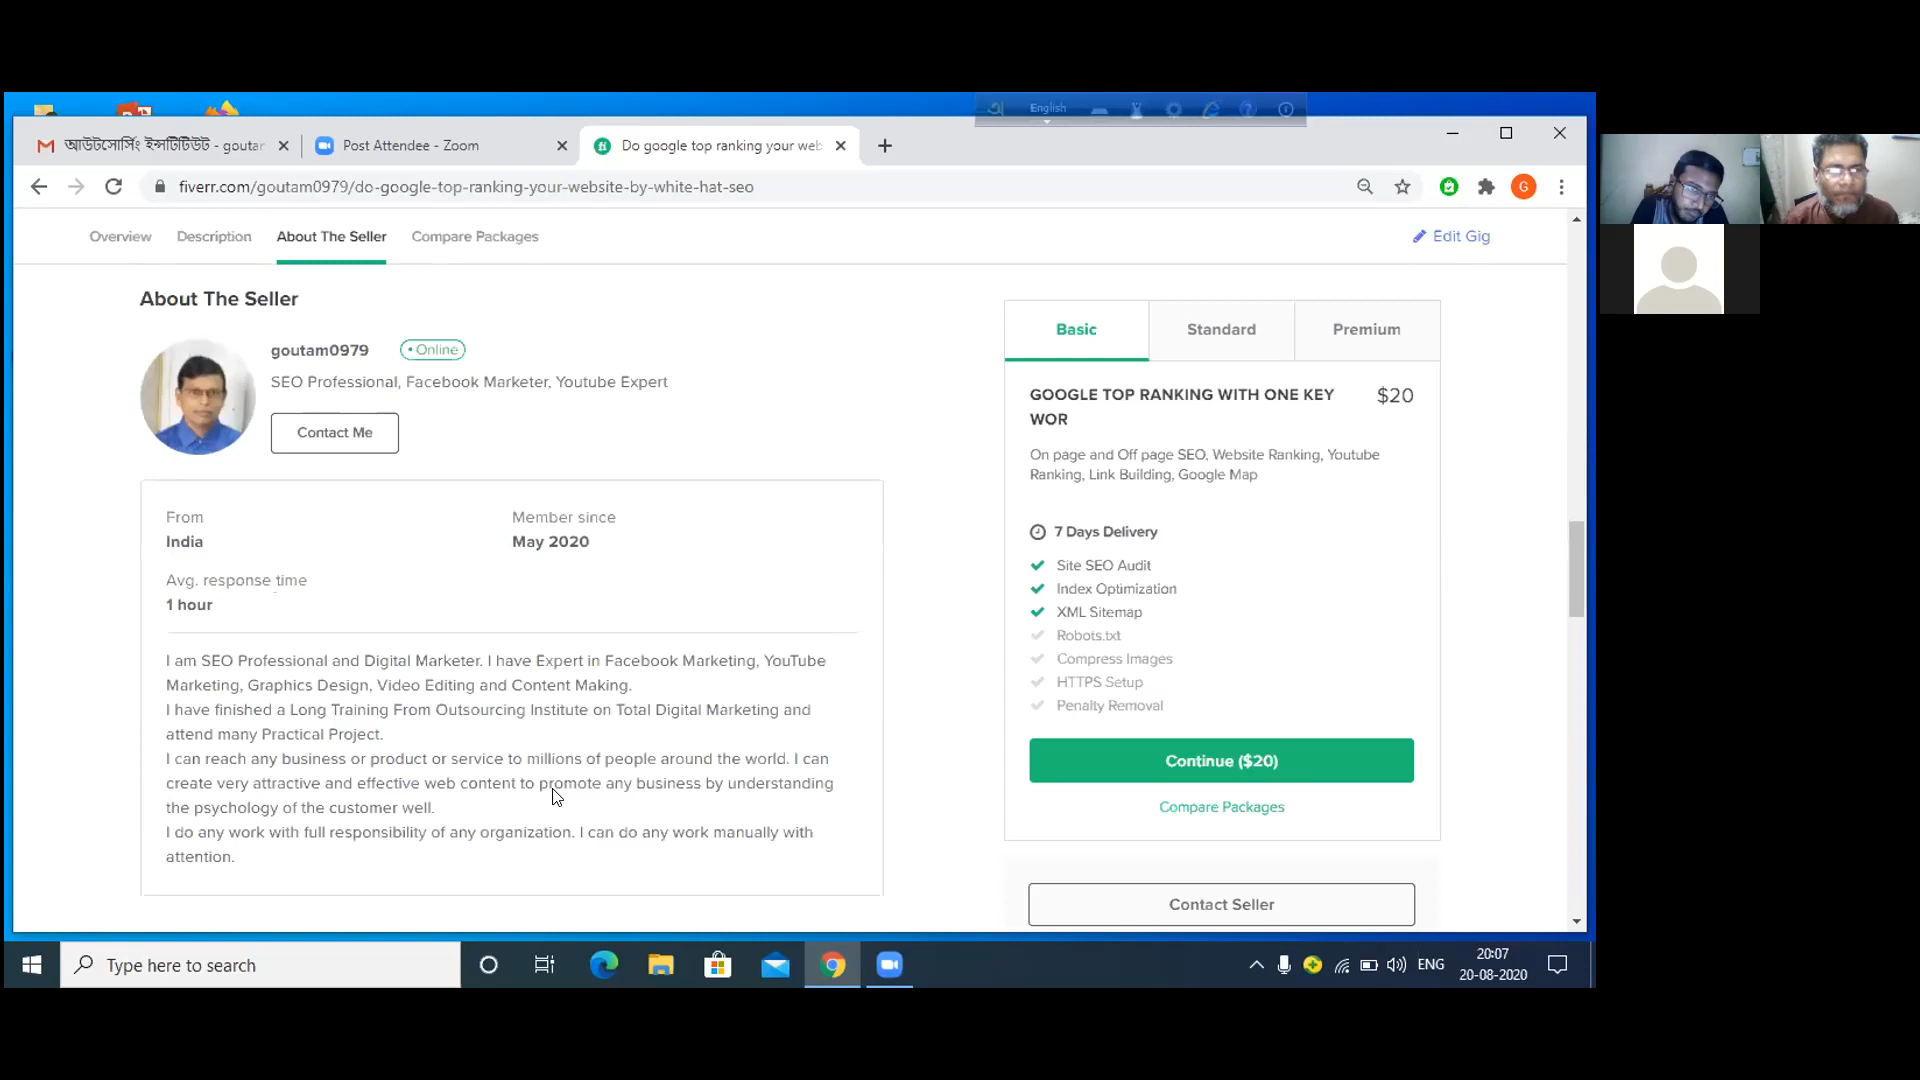 English
আউটসোর্সিং ইন্সটিটিউট - goutar
Post Attendee - Zoom
Do google top ranking your web
fiverr.com/goutam0979/do-google-top-ranking-your-website-by-white-hat-seo
G
Overview
Description
About The Seller
Compare Packages
Edit Gig
About The Seller
goutam0979
• Online
SEO Professional, Facebook Marketer, Youtube Expert
Contact Me
From
India
Member since
May 2020
Avg. response time
1 hour
I am SEO Professional and Digital Marketer. I have Expert in Facebook Marketing, YouTube
Marketing, Graphics Design, Video Editing and Content Making.
I have finished a Long Training From Outsourcing Institute on Total Digital Marketing and
attend many Practical Project.
I can reach any business or product or service to millions of people around the world. I can
create very attractive and effective web content to promote any business by understanding
the psychology of the customer well.
I do any work with full responsibility of any organization. I can do any work manually with
attention.
Basic
Standard
Premium
GOOGLE TOP RANKING WITH ONE KEY
WOR
$20
On page and Off page SEO, Website Ranking, Youtube
Ranking, Link Building, Google Map
7 Days Delivery
Site SEO Audit
Index Optimization
XML Sitemap
Robots.txt
Compress Images
HTTPS Setup
Penalty Removal
Continue ($20)
Compare Packages
Contact Seller
Type here to search
ENG
20:07
20-08-2020